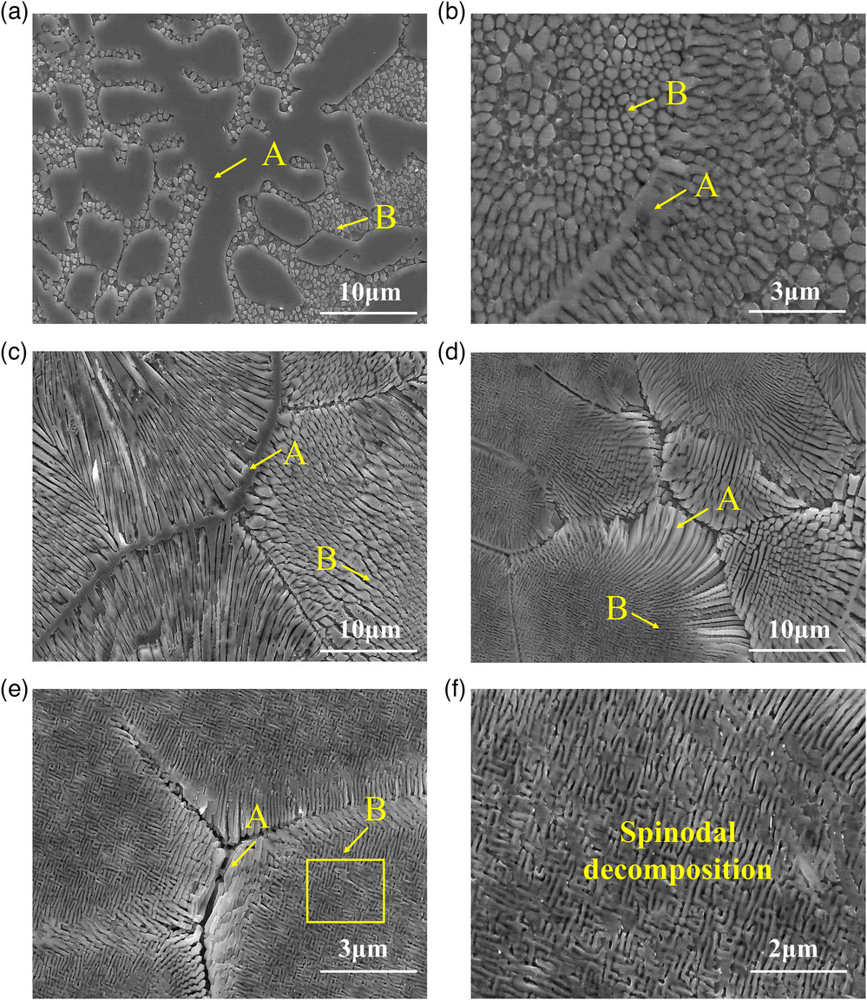 (a)
A
B
10μm
(b)
B
A
3μm
(c)
A
B
10μm
(d)
A
B
10μm
(e)
A
B
3μm
(f)
Spinodal
decomposition
2μm